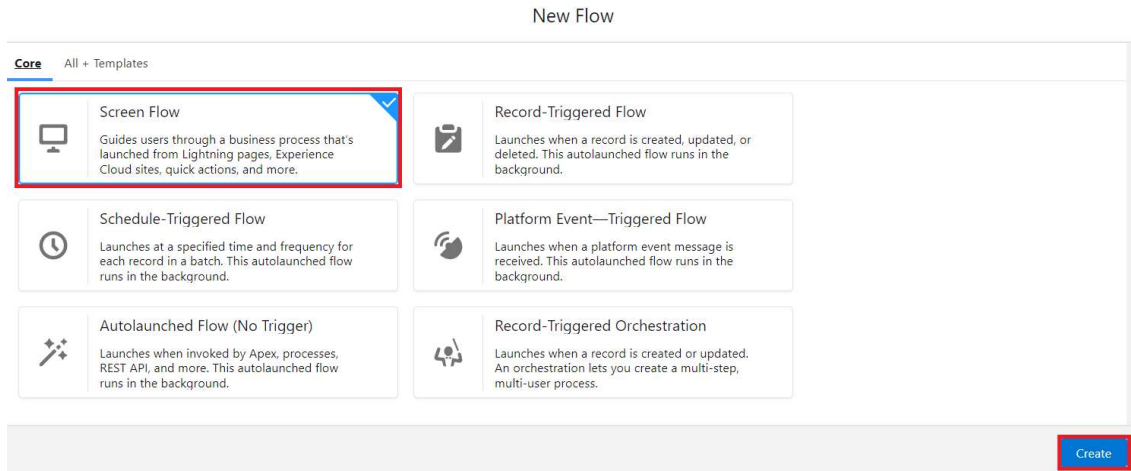 New Flow
Core All + Templates
Screen Flow
Guides users through a business process that's
launched from Lightning pages, Experience
Cloud sites, quick actions, and more.
Record-Triggered Flow
Launches when a record is created, updated, or
deleted. This autolaunched flow runs in the
background.
Schedule-Triggered Flow
Launches at a specified time and frequency for
each record in a batch. This autolaunched flow
runs in the background.
Platform Event—Triggered Flow
Launches when a platform event message is
received. This autolaunched flow runs in the
background.
Autolaunched Flow (No Trigger)
Launches when invoked by Apex, processes,
REST API, and more. This autolaunched flow
runs in the background.
Record-Triggered Orchestration
Launches when a record is created or updated.
An orchestration lets you create a multi-step,
multi-user process.
Create